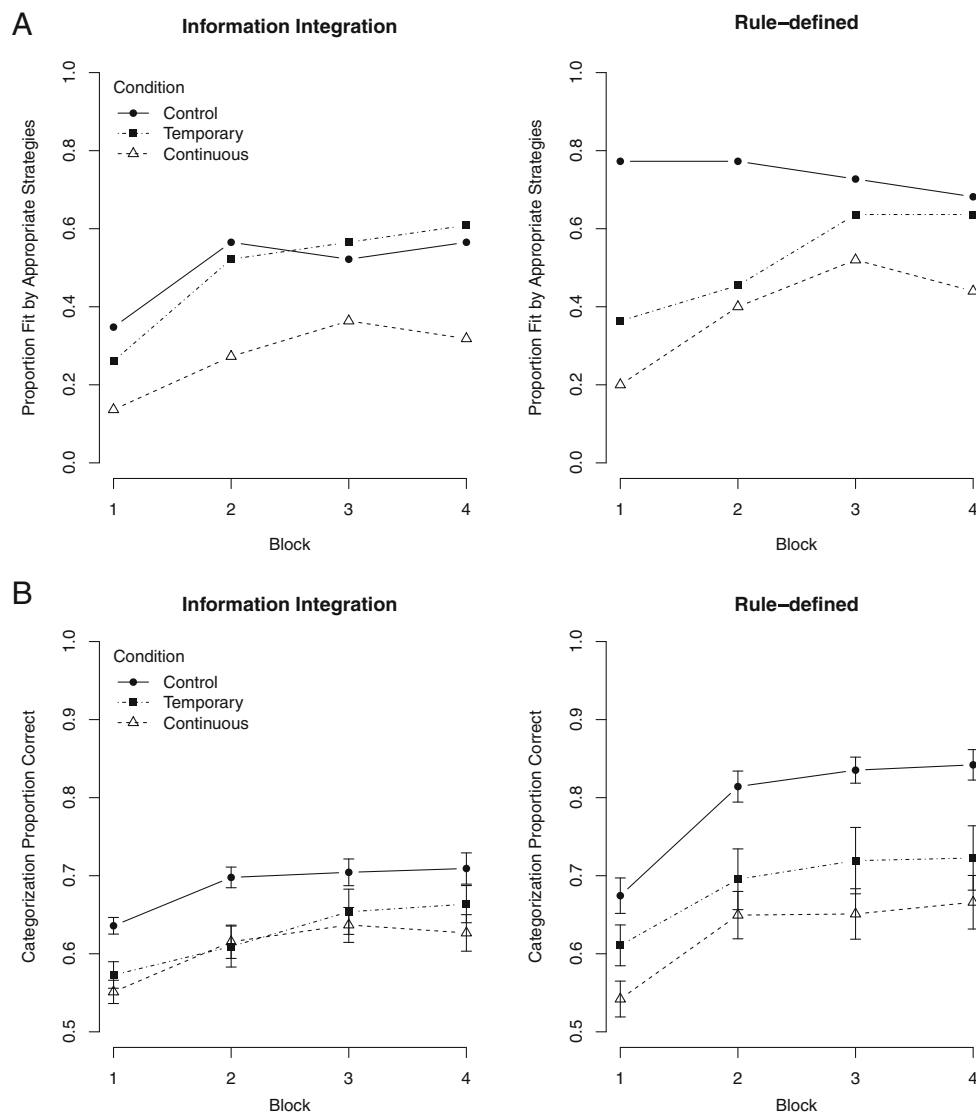 A
Information Integration
Proportion Fit by Appropriate Strategies
1.0
0.8
0.6
0.4
0.2
0.0
Condition
Control
Temporary
Continuous
1 2 3 4
Block
Rule–defined
Proportion Fit by Appropriate Strategies
1.0
0.8
0.6
0.4
0.2
0.0
1 2 3 4
Block
B
Information Integration
Categorization Proportion Correct
1.0
0.9
0.8
0.7
0.6
0.5
Condition
Control
Temporary
Continuous
1 2 3 4
Block
Rule–defined
Categorization Proportion Correct
1.0
0.9
0.8
0.7
0.6
0.5
1 2 3 4
Block